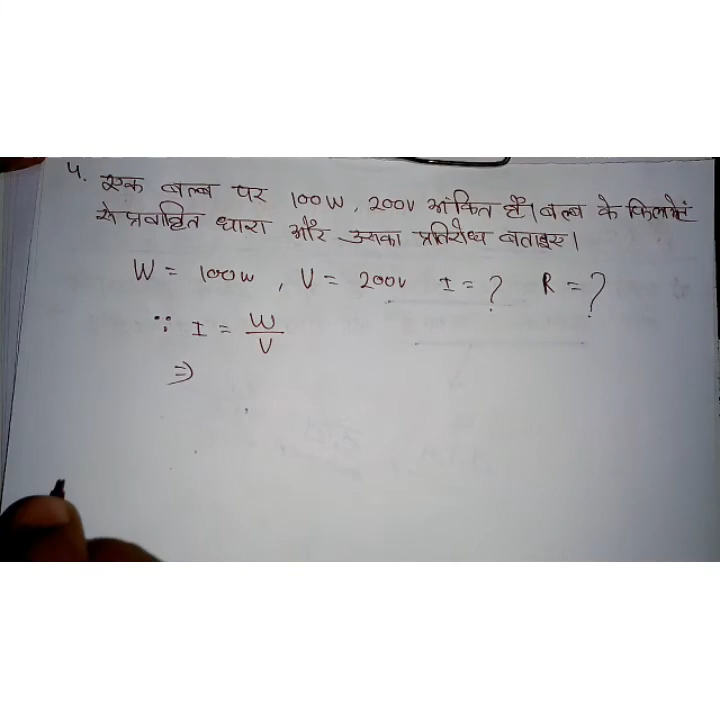 4. एक बल्ब पर 100W, 200V अंकित है। बल्ब के फिलामेंट
से प्रवाहित धारा और उसका प्रतिरोध बताइए।
W = 100W, V = 200V I = ? R = ?
∵ I = W/V
⇒